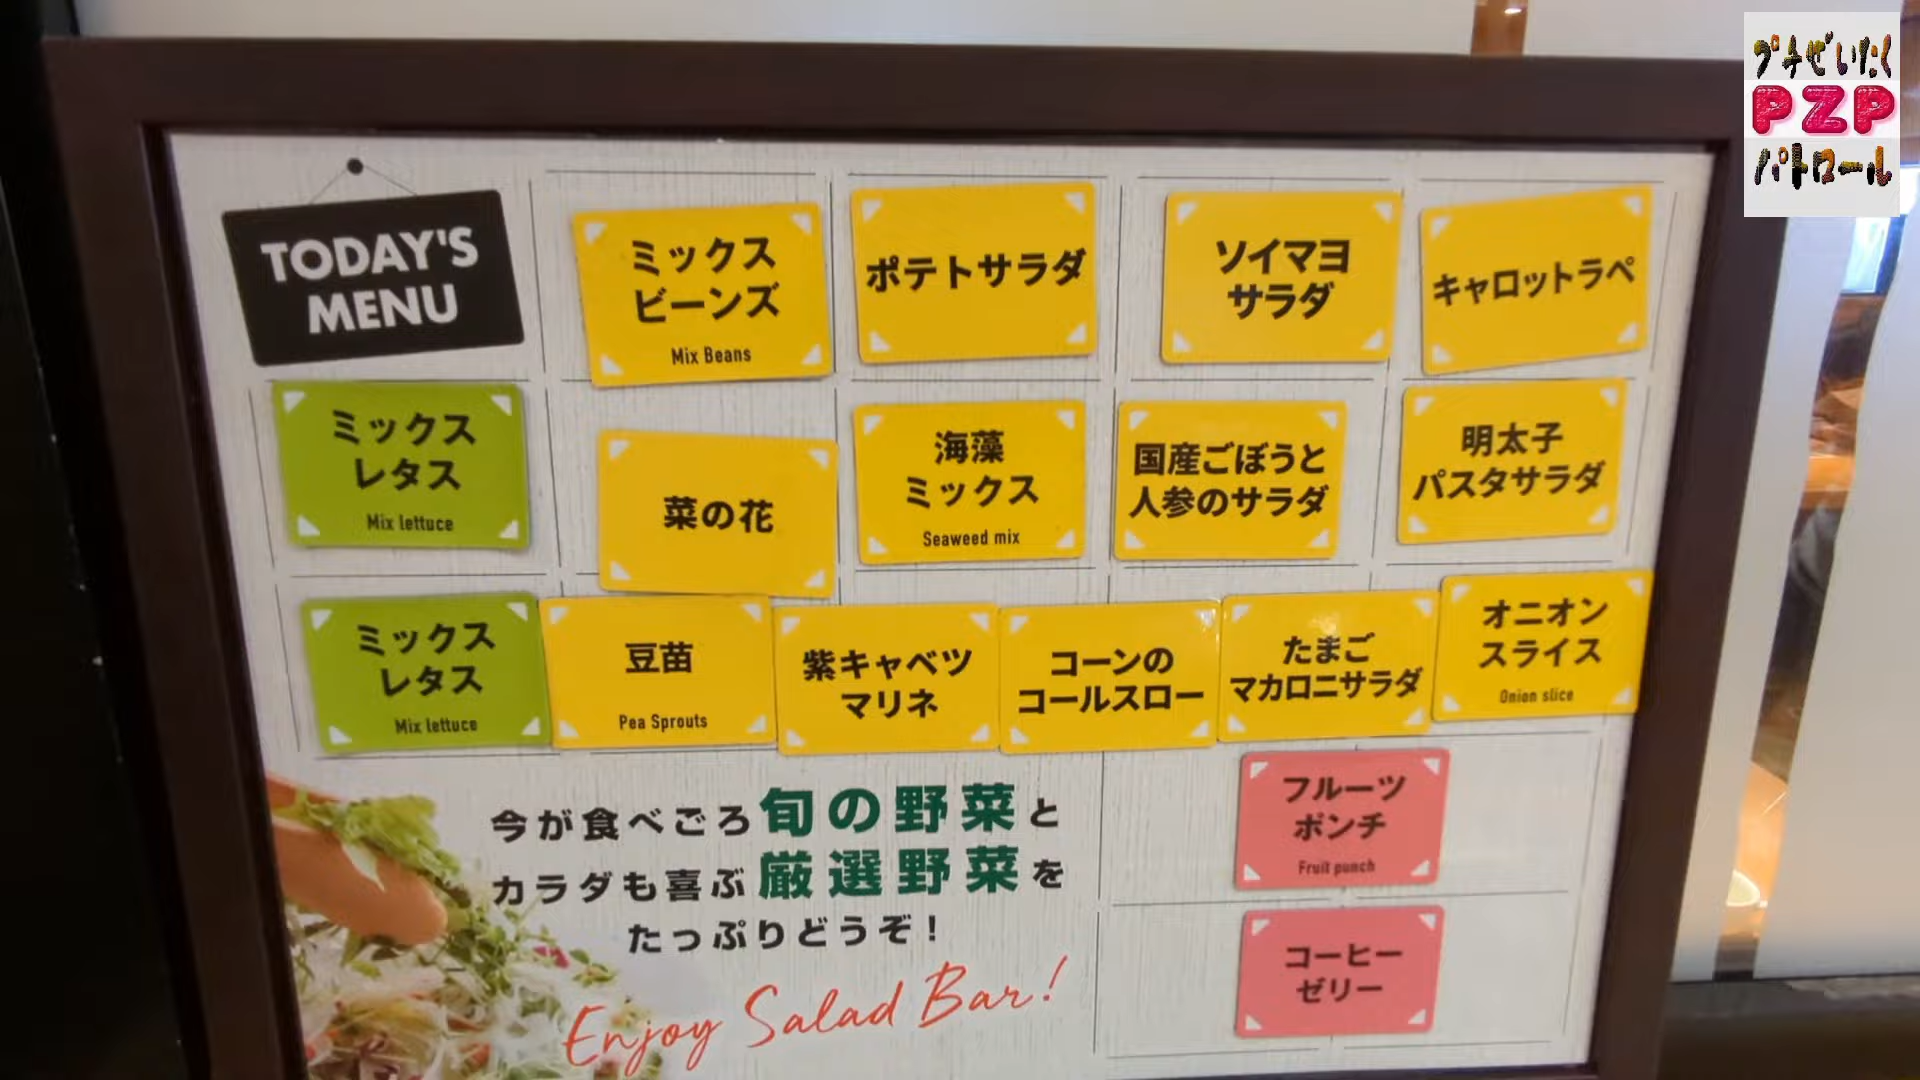 プチぜいたく
PZP
パトロール
TODAY'S
MENU
ミックス
ビーンズ
Mix Beans
ポテトサラダ
ソイマヨ
サラダ
キャロットラペ
ミックス
レタス
Mix lettuce
菜の花
海藻
ミックス
Seaweed mix
国産ごぼうと
人参のサラダ
明太子
パスタサラダ
ミックス
レタス
Mix lettuce
豆苗
Pea Sprouts
紫キャベツ
マリネ
コーンの
コールスロー
たまご
マカロニサラダ
オニオン
スライス
Onion slice
フルーツ
ポンチ
Fruit punch
コーヒー
ゼリー
今が食べごろ旬の野菜と
カラダも喜ぶ厳選野菜を
たっぷりどうぞ！
Enjoy Salad Bar!